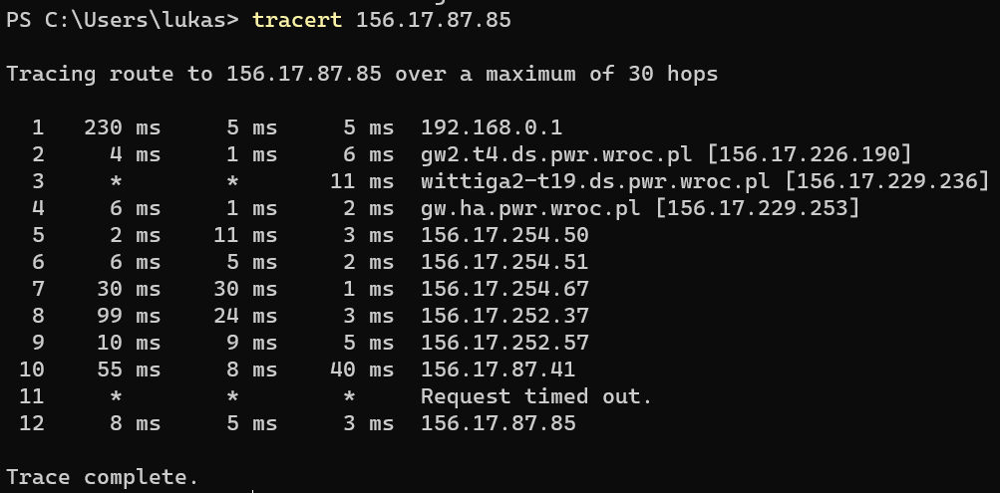 PS C:\Users\lukas> tracert 156.17.87.85
Tracing route to 156.17.87.85 over a maximum of 30 hops
1 230 ms 5 ms 5 ms 192.168.0.1
2 4 ms 1 ms 6 ms gw2.t4.ds.pwr.wroc.pl [156.17.226.190]
3 * * 11 ms wittiga2-t19.ds.pwr.wroc.pl [156.17.229.236]
4 6 ms 1 ms 2 ms gw.ha.pwr.wroc.pl [156.17.229.253]
5 2 ms 11 ms 3 ms 156.17.254.50
6 6 ms 5 ms 2 ms 156.17.254.51
7 30 ms 30 ms 1 ms 156.17.254.67
8 99 ms 24 ms 3 ms 156.17.252.37
9 10 ms 9 ms 5 ms 156.17.252.57
10 55 ms 8 ms 40 ms 156.17.87.41
11 * * * Request timed out.
12 8 ms 5 ms 3 ms 156.17.87.85
Trace complete.